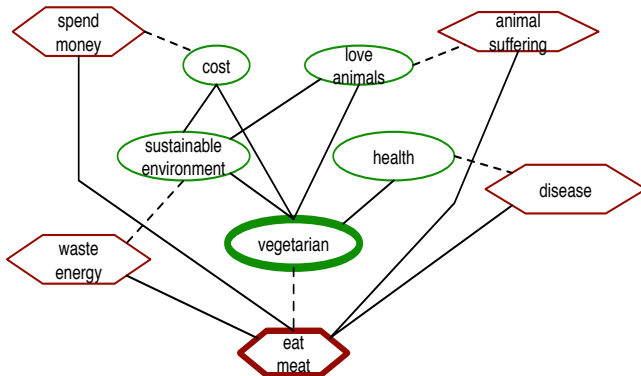 spend
money
animal
suffering
cost
love
animals
sustainable
environment
health
disease
vegetarian
waste
energy
eat
meat